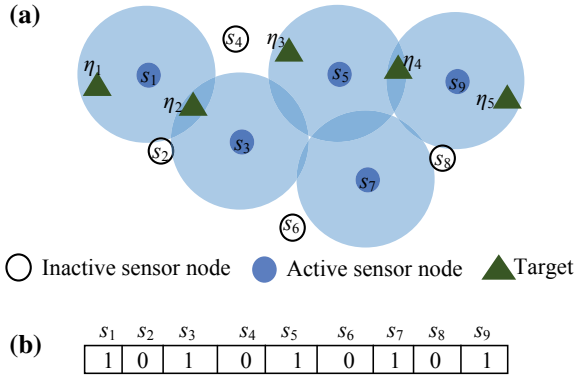 (a)
s4
η3
η4
η1
s1
s5
s9
η2
η5
s2
s3
s8
s7
s6
Inactive sensor node Active sensor node Target
s1 s2 s3 s4 s5 s6 s7 s8 s9
(b) 1 0 1 0 1 0 1 0 1